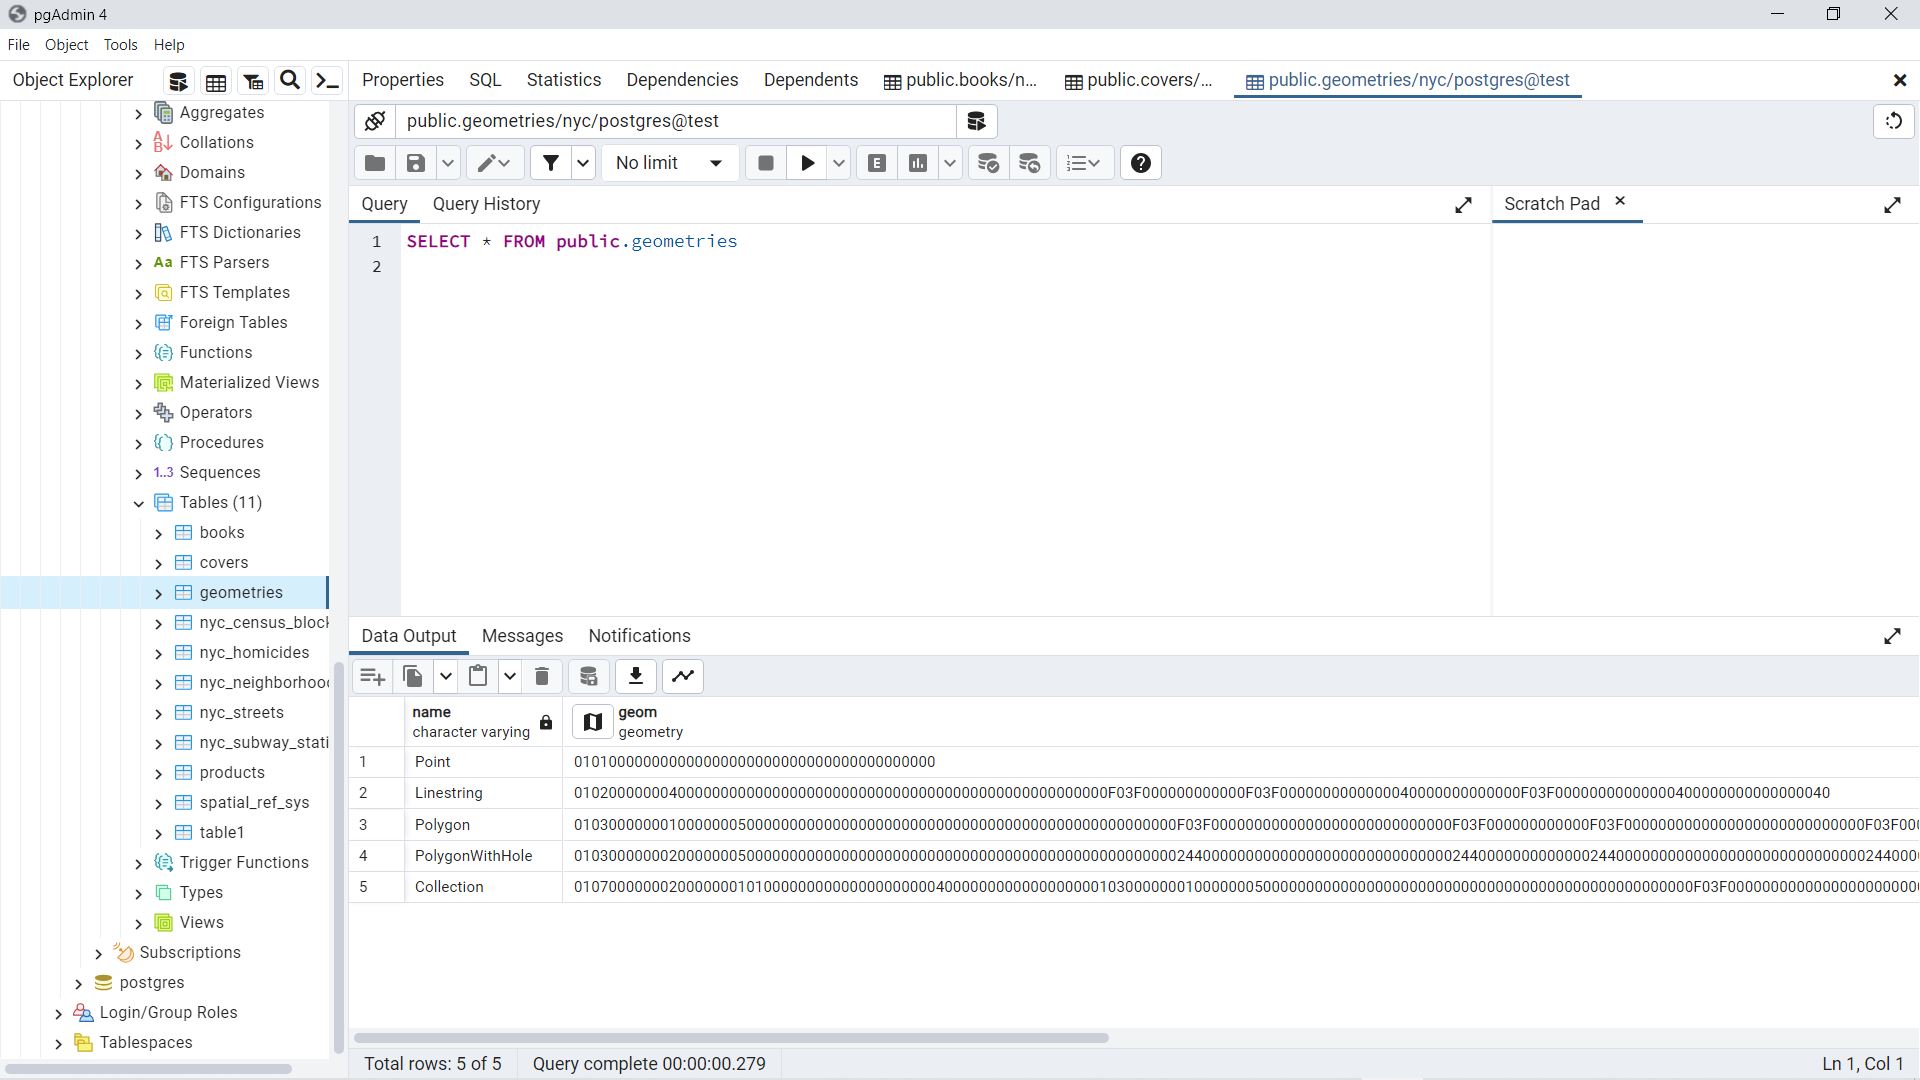 pgAdmin 4
File Object Tools Help
Object Explorer
Properties SQL Statistics Dependencies Dependents public.books/n... public.covers/... public.geometries/nyc/postgres@test
Aggregates
Collations
Domains
FTS Configurations
FTS Dictionaries
Aa FTS Parsers
FTS Templates
Foreign Tables
Functions
Materialized Views
Operators
Procedures
1..3 Sequences
Tables (11)
books
covers
geometries
nyc_census_block
nyc_homicides
nyc_neighborhood
nyc_streets
nyc_subway_stati
products
spatial_ref_sys
table1
Trigger Functions
Types
Views
Subscriptions
postgres
Login/Group Roles
Tablespaces
public.geometries/nyc/postgres@test
No limit
E
Query Query History
Scratch Pad
1 SELECT * FROM public.geometries
2
Data Output Messages Notifications
name
character varying
geom
geometry
1 Point
2 Linestring
3 Polygon
4 PolygonWithHole
5 Collection
Total rows: 5 of 5 Query complete 00:00:00.279 Ln 1, Col 1